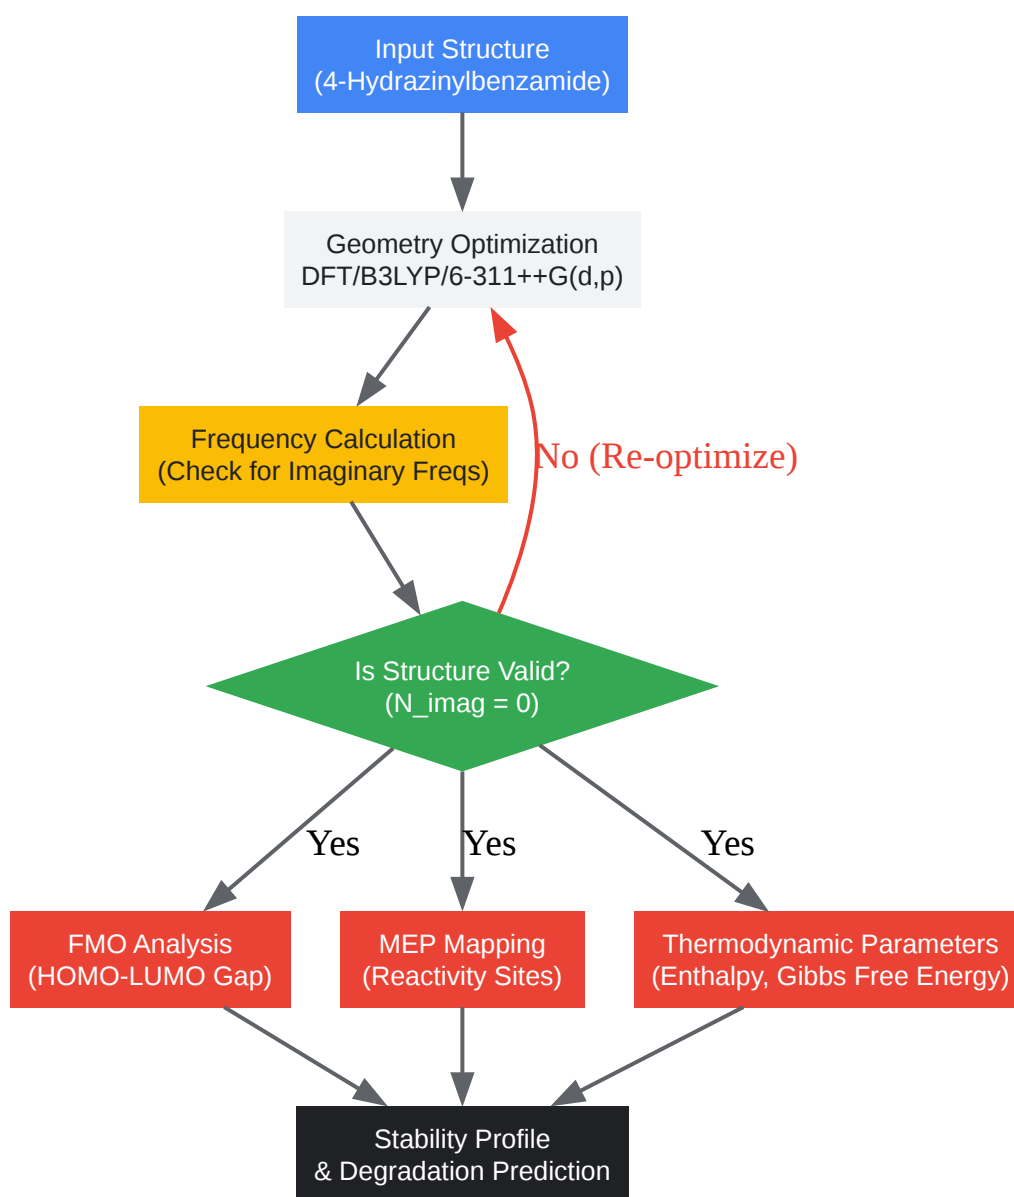 Input Structure
(4-Hydrazinylbenzamide)
Geometry Optimization
DFT/B3LYP/6-311++G(d,p)
Frequency Calculation
(Check for Imaginary Freqs)
No (Re-optimize)
Is Structure Valid?
(N_imag = 0)
Yes
Yes
Yes
FMO Analysis
(HOMO-LUMO Gap)
MEP Mapping
(Reactivity Sites)
Thermodynamic Parameters
(Enthalpy, Gibbs Free Energy)
Stability Profile
& Degradation Prediction